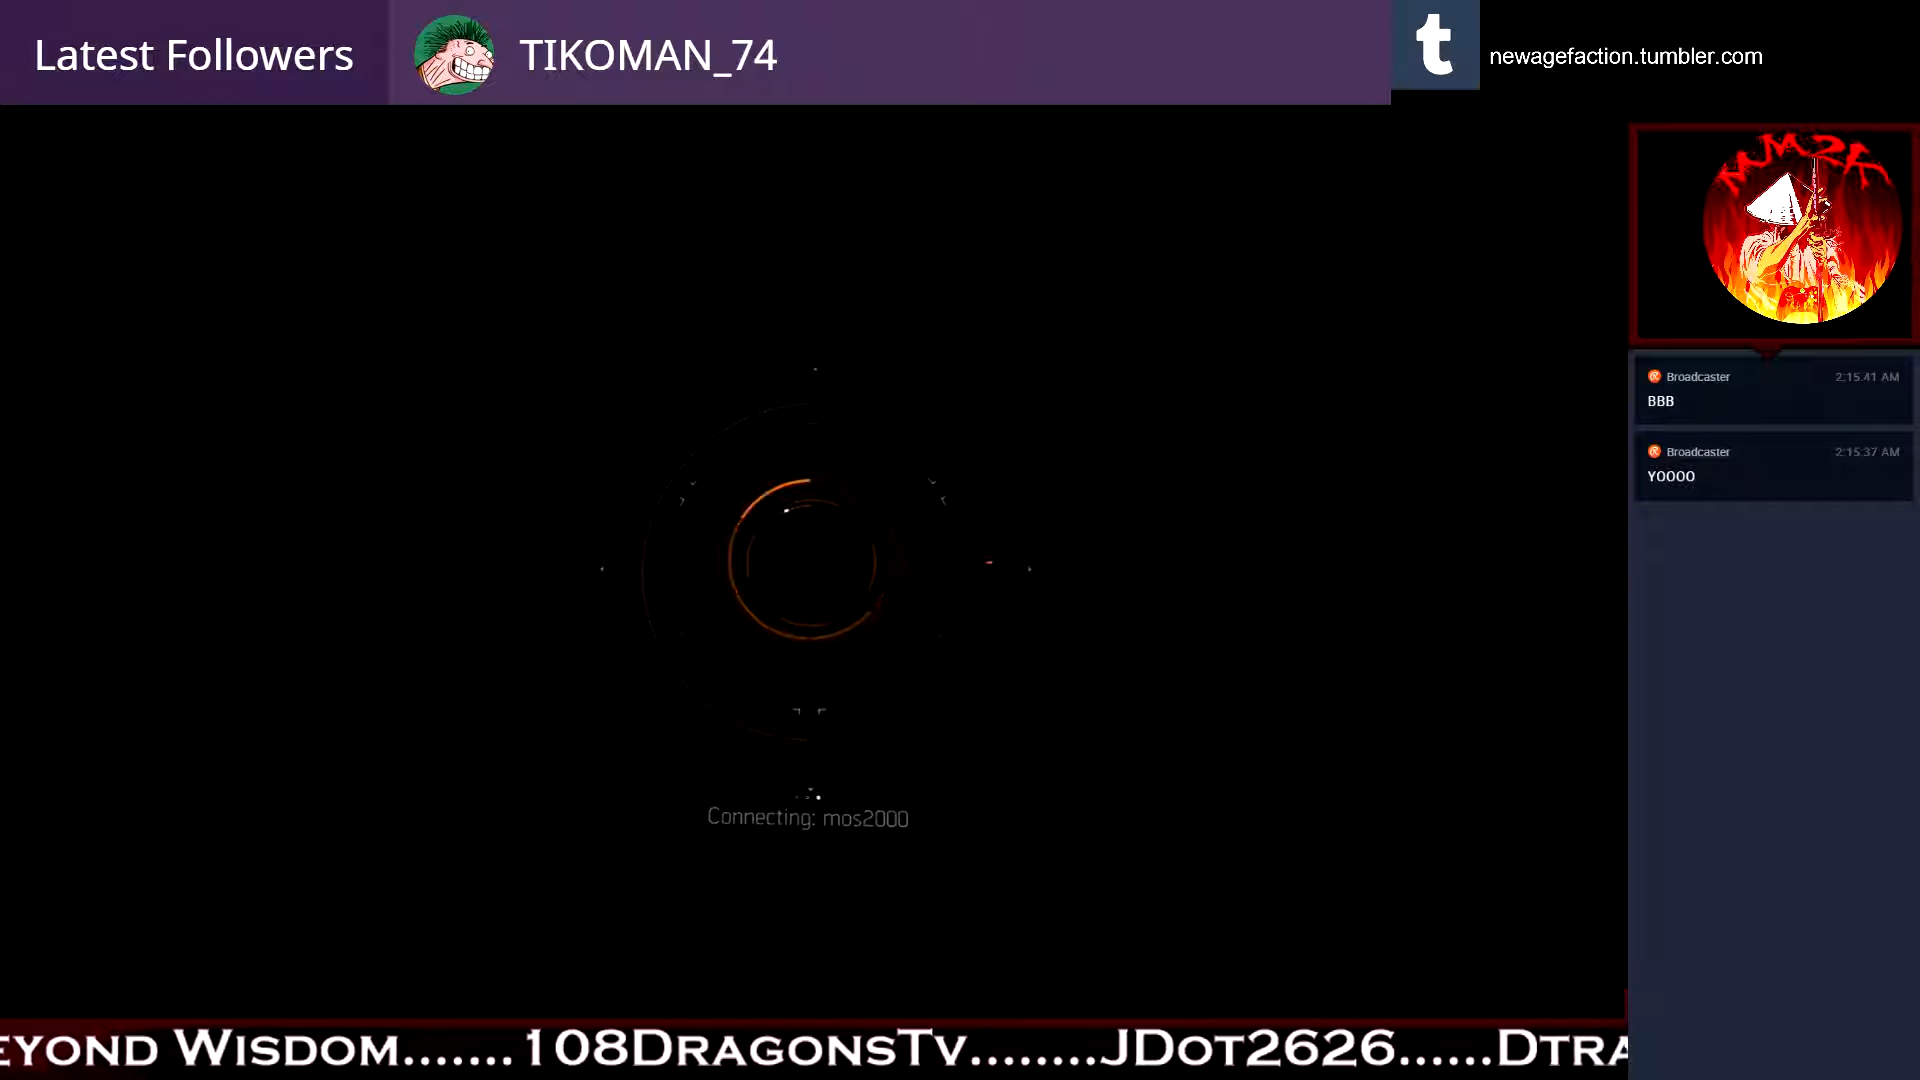 Latest Followers
TIKOMAN_74
t
newagefaction.tumbler.com
MJM2K
Broadcaster 2:15:41 AM
BBB
Broadcaster 2:15:37 AM
YOOOO
Connecting: mos2000
EYOND WISDOM.......108DRAGONSTV........JDOT2626......DTRA